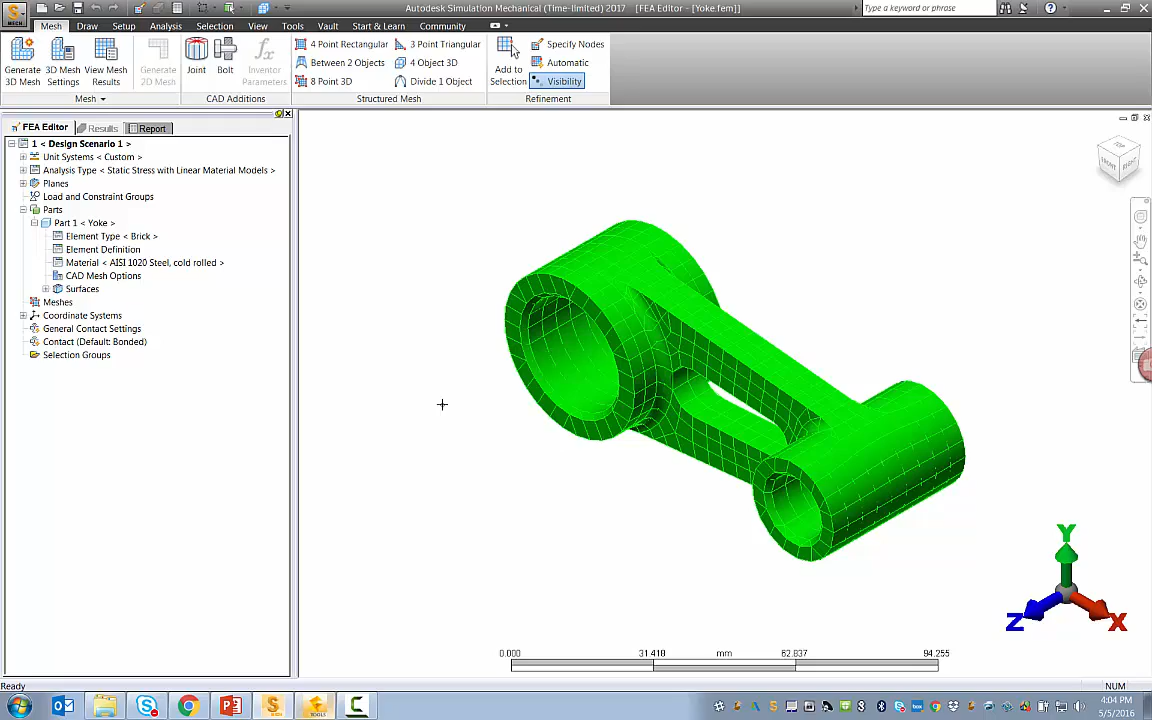 Autodesk Simulation Mechanical (Time-limited) 2017 [FEA Editor - [Yoke.fem]]
Type a keyword or phrase
MECH
Mesh Draw Setup Analysis Selection View Tools Vault Start & Learn Community
Generate 3D Mesh
3D Mesh Settings
View Mesh Results
Generate 2D Mesh
Joint
Bolt
Inventor Parameters
4 Point Rectangular
3 Point Triangular
Between 2 Objects
4 Object 3D
8 Point 3D
Divide 1 Object
Add to Selection
Specify Nodes
Automatic
Visibility
Mesh
CAD Additions
Structured Mesh
Refinement
FEA Editor Results Report
1 < Design Scenario 1 >
Unit Systems < Custom >
Analysis Type < Static Stress with Linear Material Models >
Planes
Load and Constraint Groups
Parts
Part 1 < Yoke >
Element Type < Brick >
Element Definition
Material < AISI 1020 Steel, cold rolled >
CAD Mesh Options
Surfaces
Meshes
Coordinate Systems
General Contact Settings
Contact (Default: Bonded)
Selection Groups
TOP
FRONT
RIGHT
Y
Z
X
0.000 31.418 mm 62.837 94.255
Ready
NUM
TOOLS
4:04 PM
5/5/2016